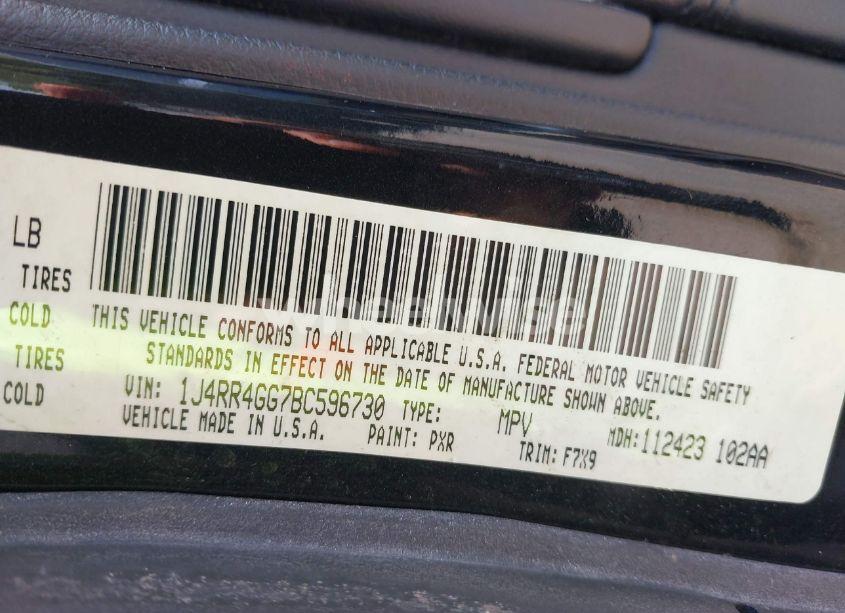 LB
TIRES
COLD
TIRES
COLD
THIS VEHICLE CONFORMS TO ALL APPLICABLE U.S.A. FEDERAL MOTOR VEHICLE SAFETY
STANDARDS IN EFFECT ON THE DATE OF MANUFACTURE SHOWN ABOVE.
VIN: 1J4RR4GG7BC596730 TYPE: MPV MDH:112423 102AA
VEHICLE MADE IN U.S.A. PAINT: PXR TRIM: F7X9